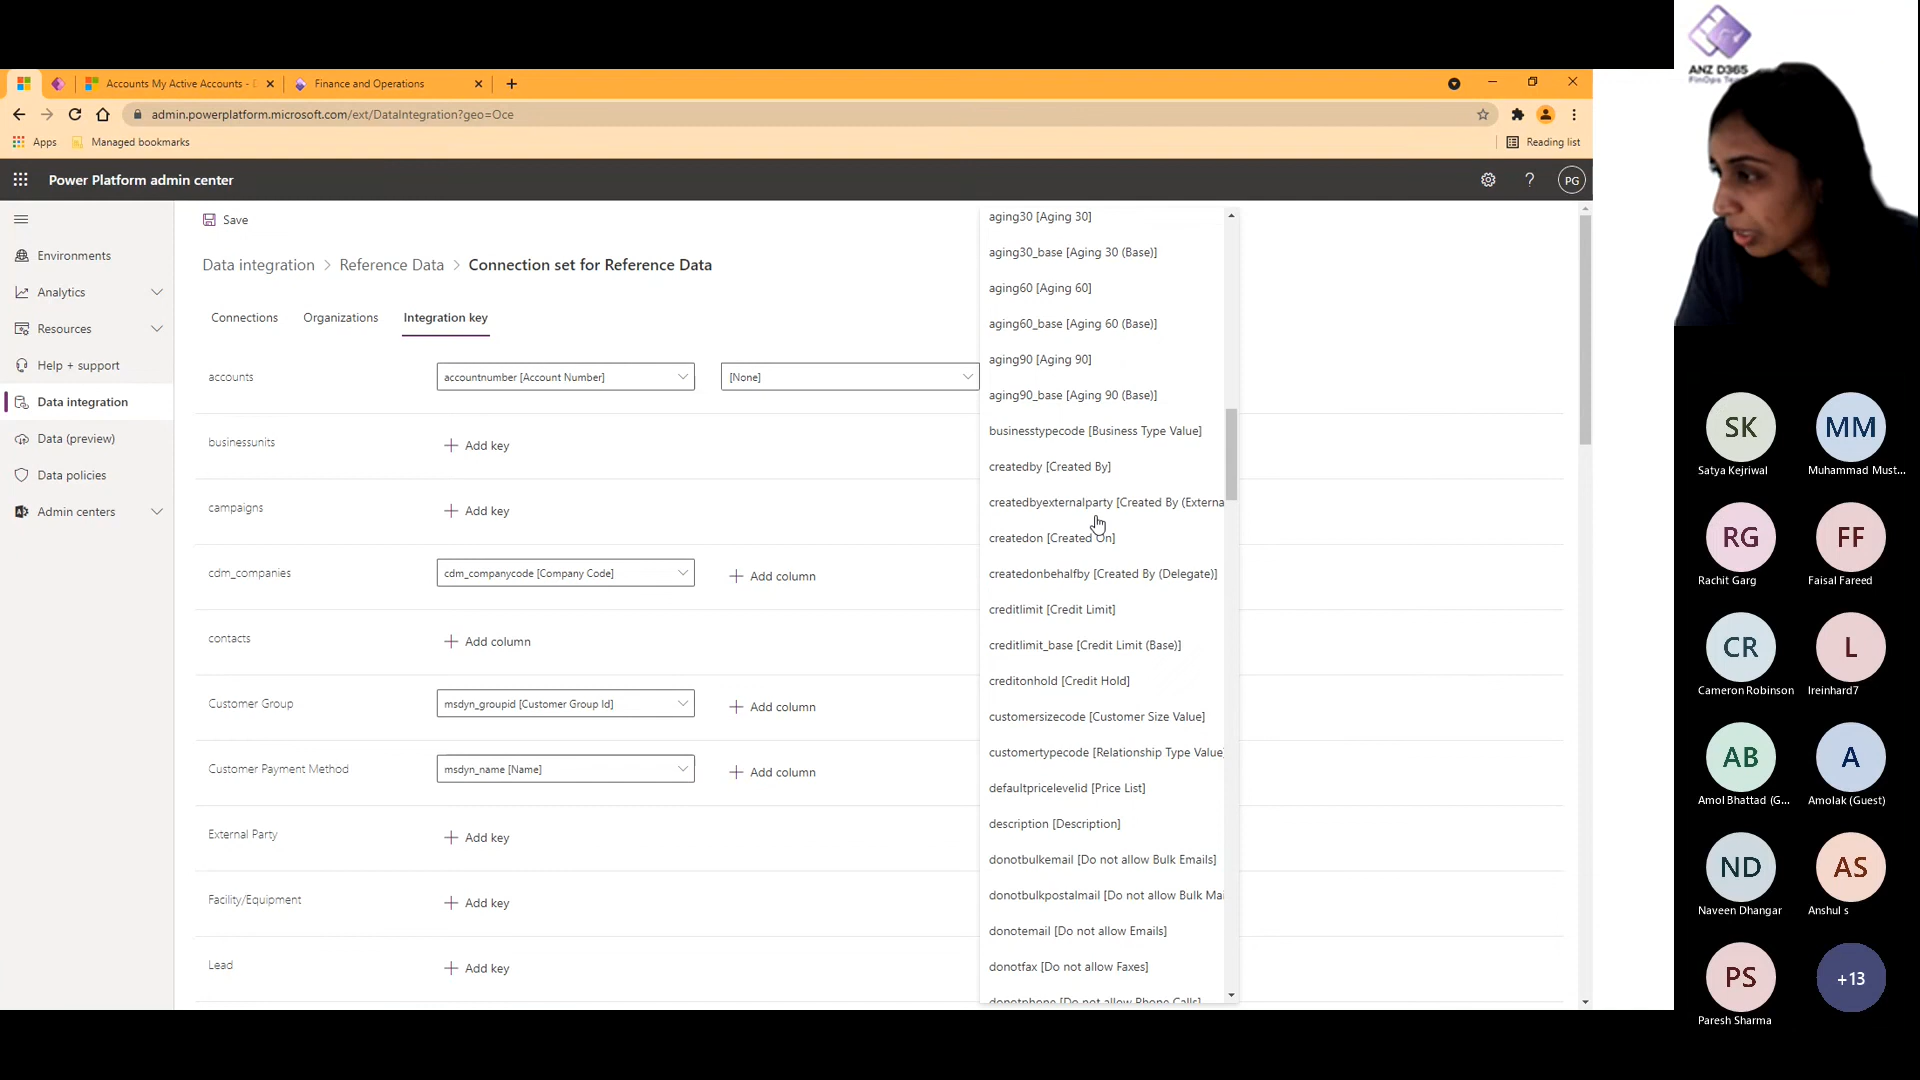 ANZ D365
Accounts My Active Accounts -
Finance and Operations
admin.powerplatform.microsoft.com/ext/DataIntegration?geo=Oce
Apps
Managed bookmarks
Reading list
Power Platform admin center
PG
Save
Environments
Analytics
Resources
Help + support
Data integration
Data (preview)
Data policies
Admin centers
Data integration > Reference Data > Connection set for Reference Data
Connections
Organizations
Integration key
accounts
accountnumber [Account Number]
[None]
businessunits
Add key
campaigns
Add key
cdm_companies
cdm_companycode [Company Code]
Add column
contacts
Add column
Customer Group
msdyn_groupid [Customer Group Id]
Add column
Customer Payment Method
msdyn_name [Name]
Add column
External Party
Add key
Facility/Equipment
Add key
Lead
Add key
aging30 [Aging 30]
aging30_base [Aging 30 (Base)]
aging60 [Aging 60]
aging60_base [Aging 60 (Base)]
aging90 [Aging 90]
aging90_base [Aging 90 (Base)]
businesstypecode [Business Type Value]
createdby [Created By]
createdbyexternalparty [Created By (Externa
createdon [Created On]
createdonbehalfby [Created By (Delegate)]
creditlimit [Credit Limit]
creditlimit_base [Credit Limit (Base)]
creditonhold [Credit Hold]
customersizecode [Customer Size Value]
customertypecode [Relationship Type Value]
defaultpricelevelid [Price List]
description [Description]
donotbulkemail [Do not allow Bulk Emails]
donotbulkpostalmail [Do not allow Bulk Mai
donotemail [Do not allow Emails]
donotfax [Do not allow Faxes]
donotphone [Do not allow Phone Calls]
SK
Satya Kejriwal
MM
Muhammad Must...
RG
Rachit Garg
FF
Faisal Fareed
CR
Cameron Robinson
L
lreinhard7
AB
Amol Bhattad (G...
A
Amolak (Guest)
ND
Naveen Dhangar
AS
Anshul s
PS
Paresh Sharma
+13